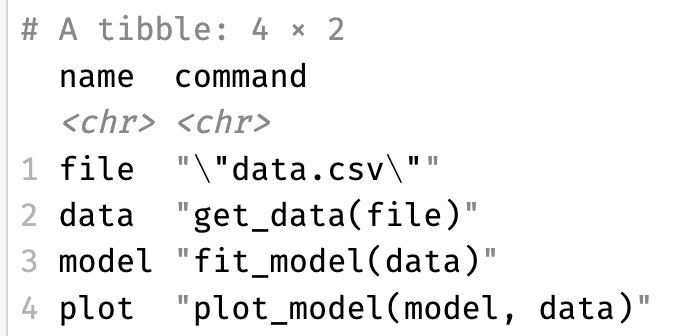 # A tibble: 4 × 2
name command
<chr> <chr>
1 file "\"data.csv\""
2 data "get_data(file)"
3 model "fit_model(data)"
4 plot "plot_model(model, data)"